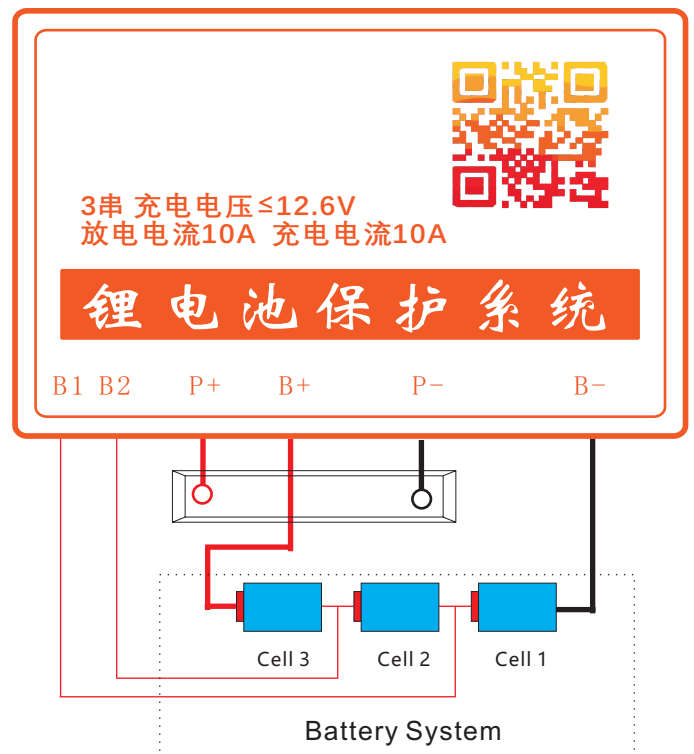 3串 充电电压≤12.6V
放电电流10A 充电电流10A
锂电池保护系统
B1 B2 P+ B+ P- B-
Cell 3 Cell 2 Cell 1
Battery System